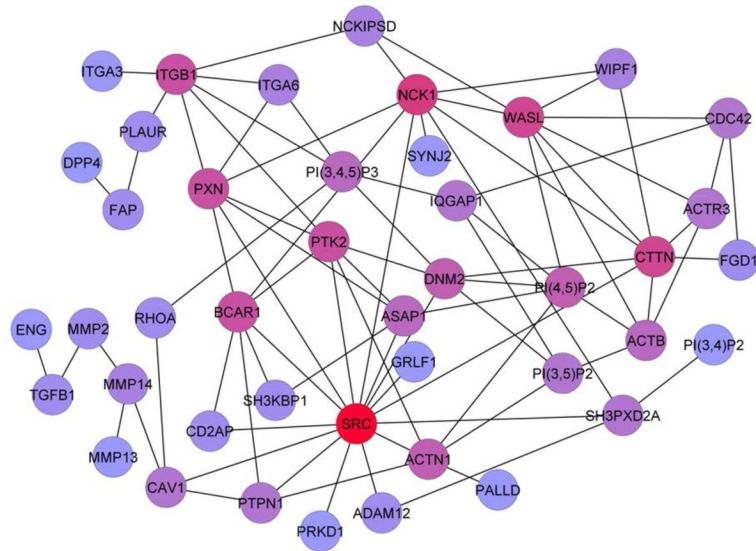 NCKIPSD
ITGA3
ITGB1
ITGA6
NCK1
WIPF1
WASL
CDC42
PLAUR
SYNJ2
DPP4
PI(3,4,5)P3
PXN
IQGAP1
ACTR3
FAP
PTK2
CTTN
FGD1
DNM2
PI(4,5)P2
RHOA
BCAR1
ASAP1
ENG
MMP2
ACTB
PI(3,4)P2
GRLF1
PI(3,5)P2
MMP14
TGFB1
SH3KBP1
SH3PXD2A
SRC
CD2AP
MMP13
ACTN1
CAV1
PTPN1
PALLD
ADAM12
PRKD1